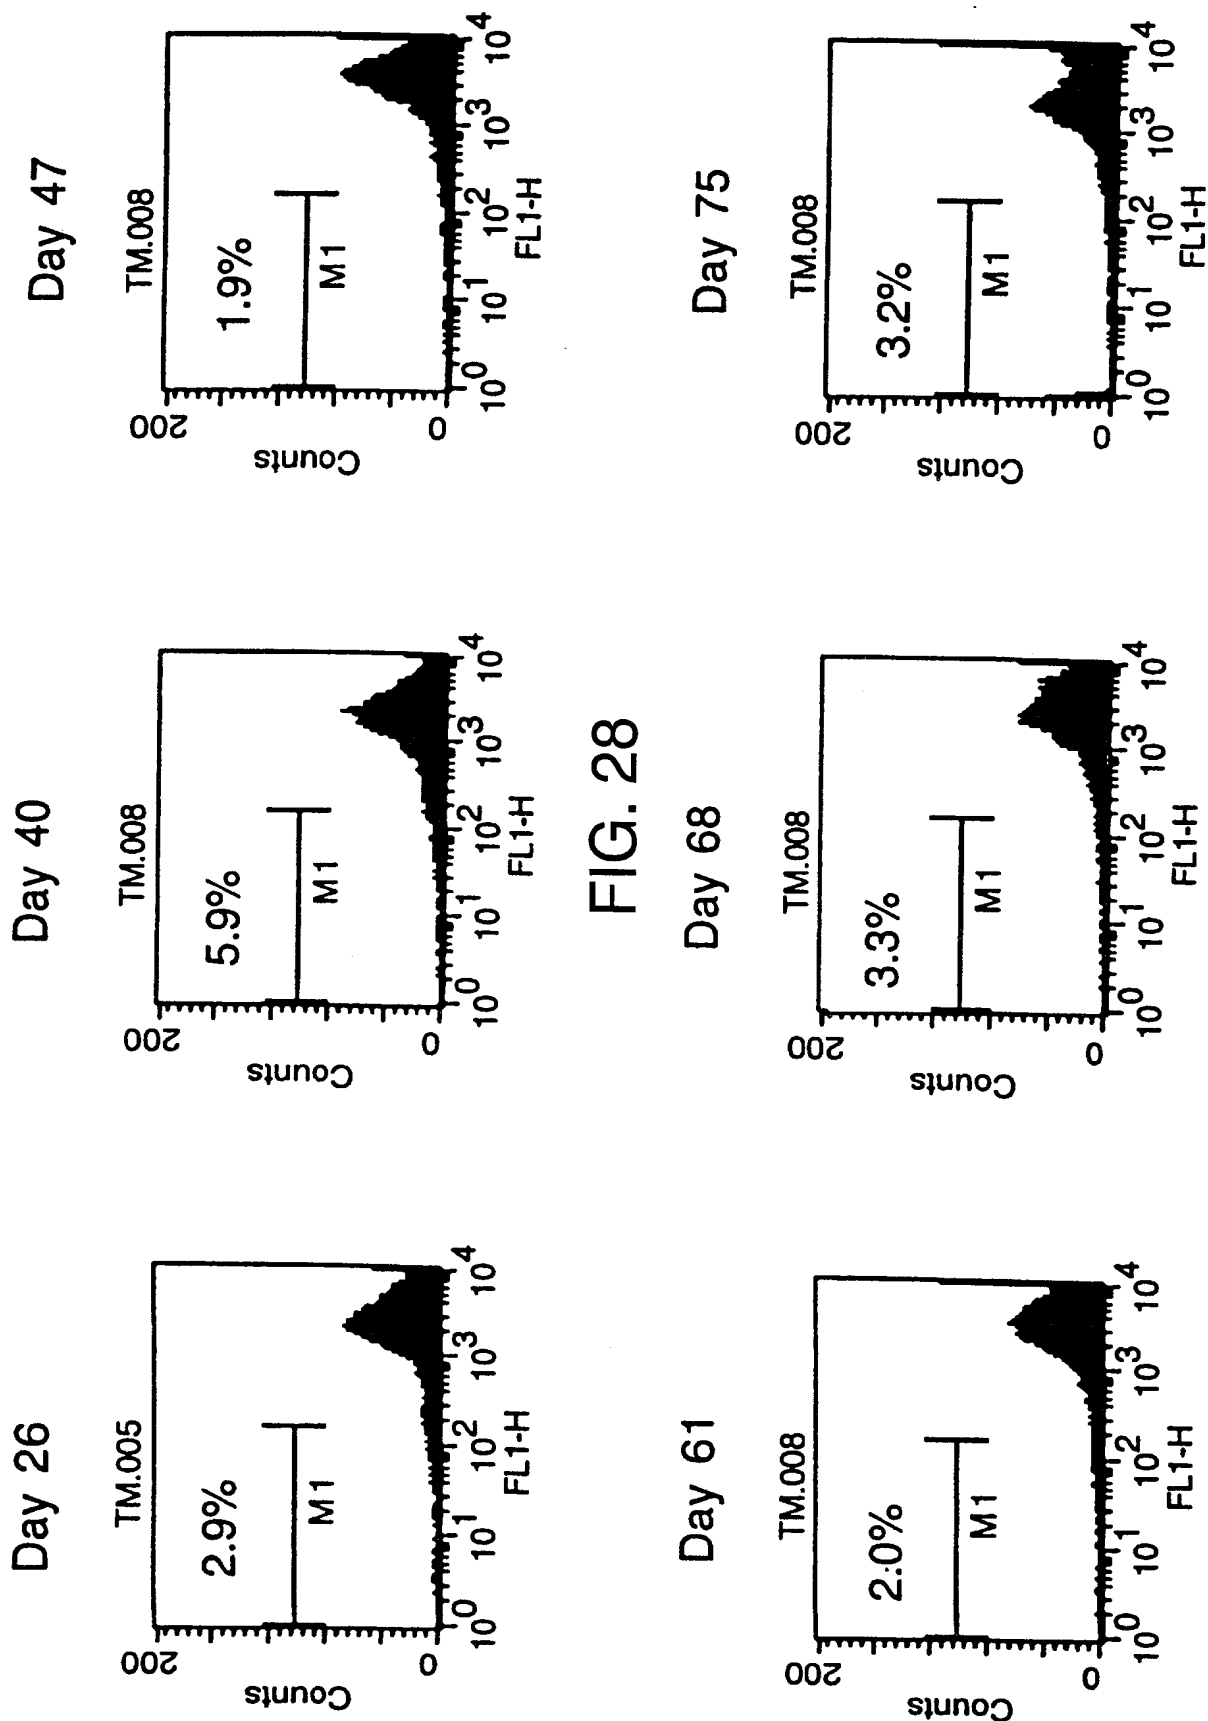 Day 26
TM.005
200
Counts
0
2.9%
M1
10^0 10^1 10^2 10^3 10^4
FL1-H
Day 40
TM.008
200
Counts
0
5.9%
M1
10^0 10^1 10^2 10^3 10^4
FL1-H
Day 47
TM.008
200
Counts
0
1.9%
M1
10^0 10^1 10^2 10^3 10^4
FL1-H
FIG. 28
Day 61
TM.008
200
Counts
0
2.0%
M1
10^0 10^1 10^2 10^3 10^4
FL1-H
Day 68
TM.008
200
Counts
0
3.3%
M1
10^0 10^1 10^2 10^3 10^4
FL1-H
Day 75
TM.008
200
Counts
0
3.2%
M1
10^0 10^1 10^2 10^3 10^4
FL1-H